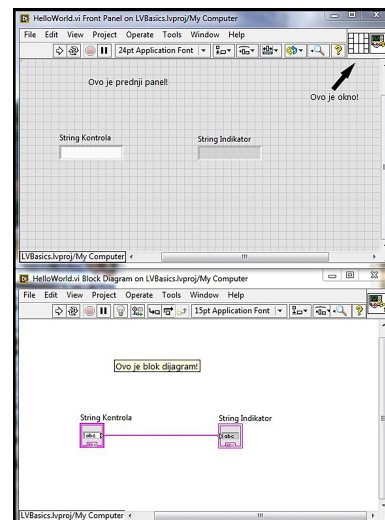 HelloWorld.vi Front Panel on LVBasics.lvproj/My Computer
File Edit View Project Operate Tools Window Help
24pt Application Font
Ovo je prednji panel!
Ovo je okno!
String Kontrola String Indikator
LVBasics.lvproj/My Computer
HelloWorld.vi Block Diagram on LVBasics.lvproj/My Computer
File Edit View Project Operate Tools Window Help
15pt Application Font
Ovo je blok dijagram!
String Kontrola String Indikator
abc abc
LVBasics.lvproj/My Computer